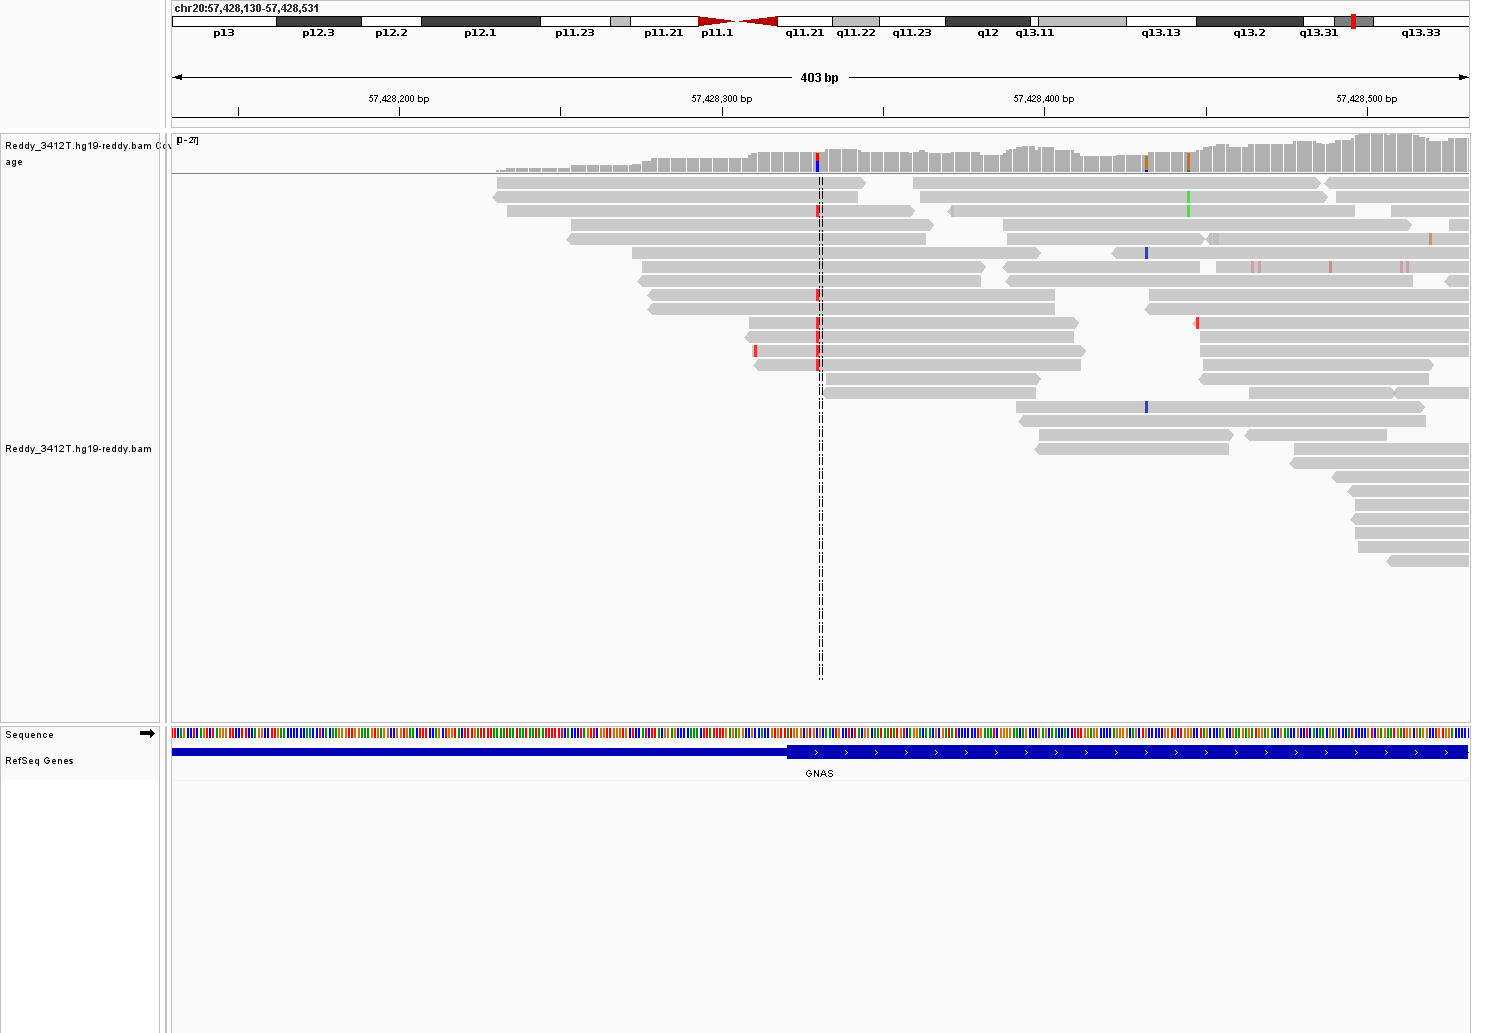 chr20:57,428,130-57,428,531
p13 p12.3 p12.2 p12.1 p11.23 p11.21 p11.1 q11.21 q11.22 q11.23 q12 q13.11 q13.13 q13.2 q13.31 q13.33
403 bp
57,428,200 bp 57,428,300 bp 57,428,400 bp 57,428,500 bp
[0 - 27]
Reddy_3412T.hg19-reddy.bam Cov
age
Reddy_3412T.hg19-reddy.bam
Sequence
RefSeq Genes
GNAS